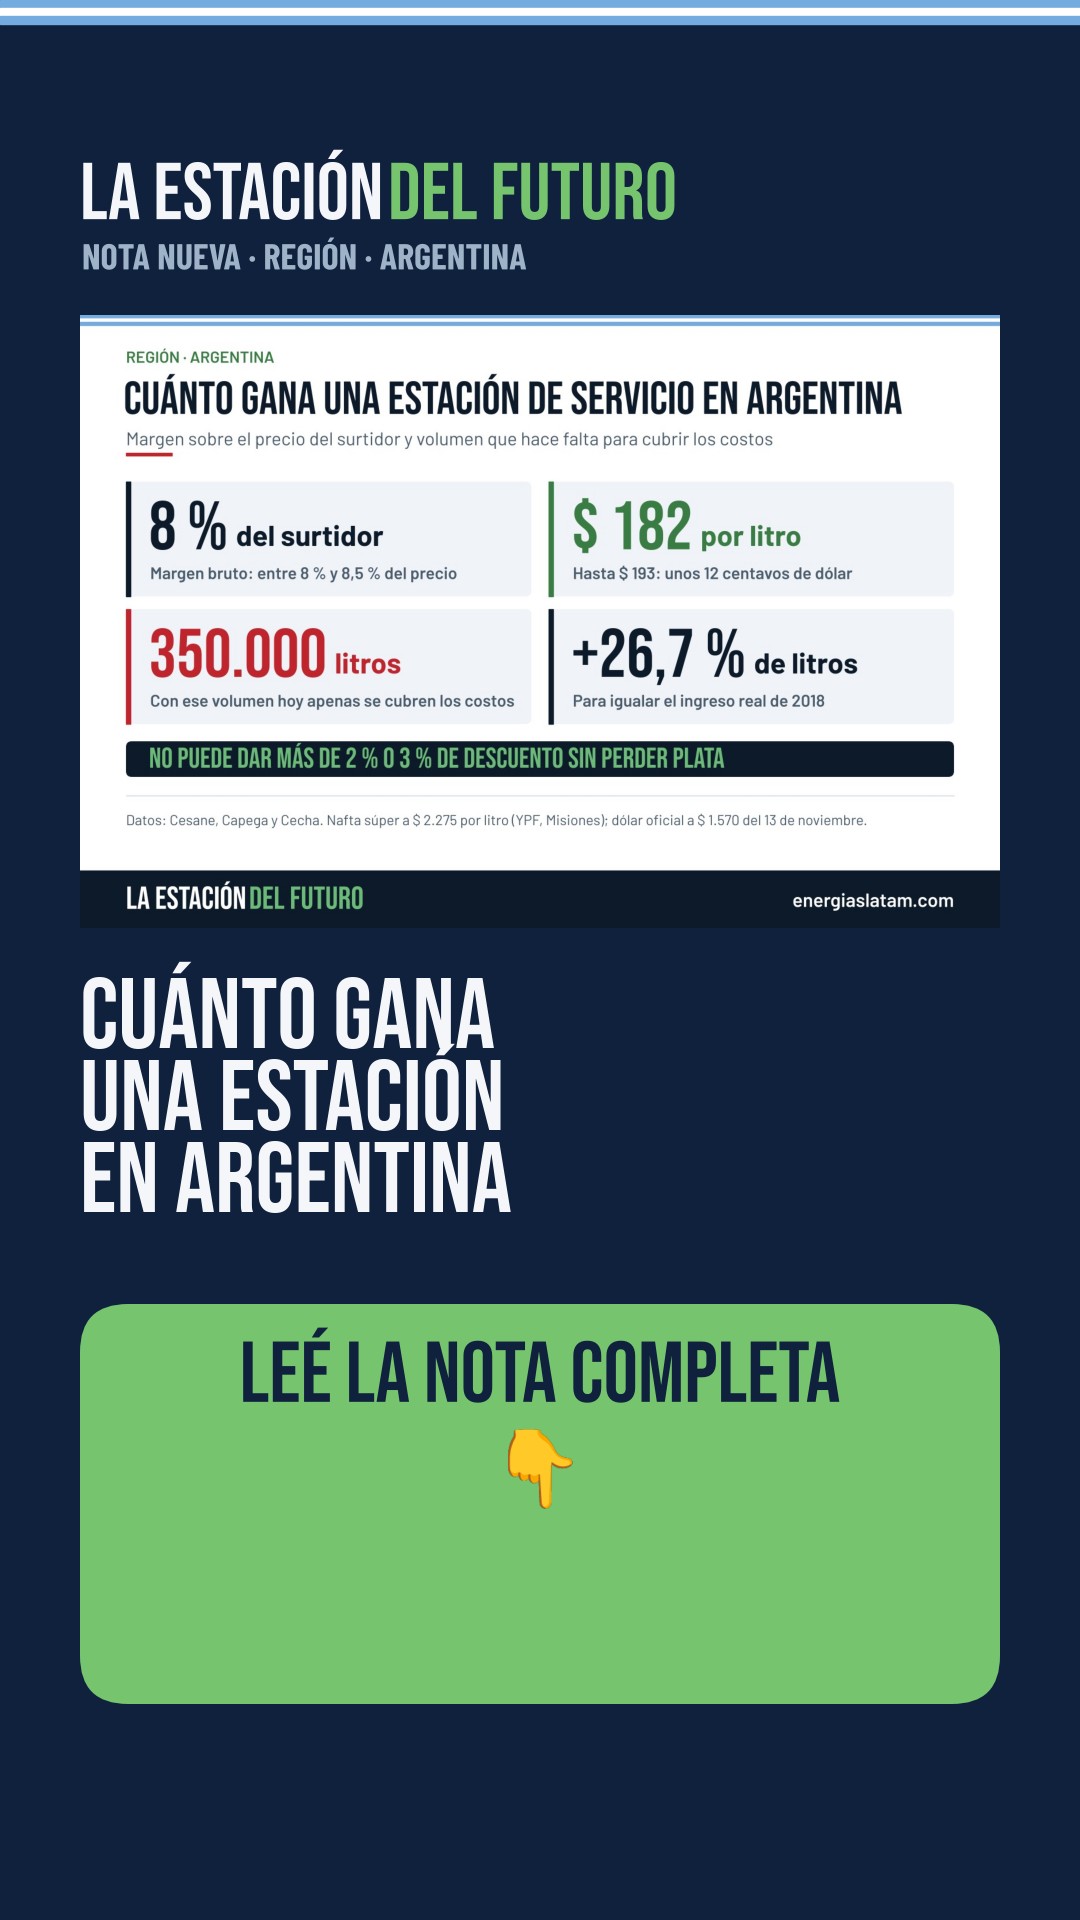 LA ESTACIÓN DEL FUTURO
NOTA NUEVA · REGIÓN · ARGENTINA
REGIÓN · ARGENTINA
CUÁNTO GANA UNA ESTACIÓN DE SERVICIO EN ARGENTINA
Margen sobre el precio del surtidor y volumen que hace falta para cubrir los costos
8 % del surtidor
Margen bruto: entre 8 % y 8,5 % del precio
$ 182 por litro
Hasta $ 193: unos 12 centavos de dólar
350.000 litros
Con ese volumen hoy apenas se cubren los costos
+26,7 % de litros
Para igualar el ingreso real de 2018
NO PUEDE DAR MÁS DE 2 % O 3 % DE DESCUENTO SIN PERDER PLATA
Datos: Cesane, Capega y Cecha. Nafta súper a $ 2.275 por litro (YPF, Misiones); dólar oficial a $ 1.570 del 13 de noviembre.
LA ESTACIÓN DEL FUTURO
energiaslatam.com
CUÁNTO GANA
UNA ESTACIÓN
EN ARGENTINA
LEÉ LA NOTA COMPLETA